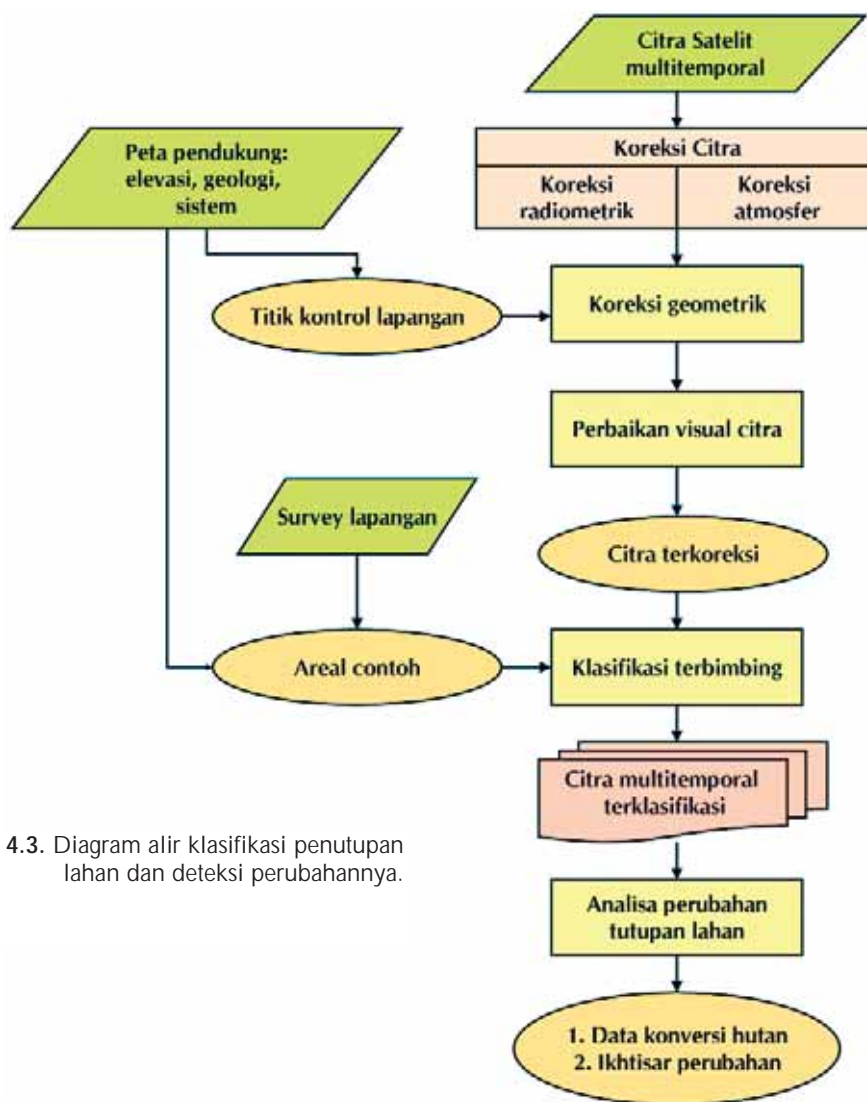 Citra Satelit
multitemporal
Peta pendukung:
elevasi, geologi,
sistem
Koreksi Citra
Koreksi
radiometrik
Koreksi
atmosfer
Titik kontrol lapangan
Koreksi geometrik
Perbaikan visual citra
Survey lapangan
Citra terkoreksi
Areal contoh
Klasifikasi terbimbing
Citra multitemporal
terklasifikasi
4.3. Diagram alir klasifikasi penutupan
lahan dan deteksi perubahannya.
Analisa perubahan
tutupan lahan
1. Data konversi hutan
2. Ikhtisar perubahan